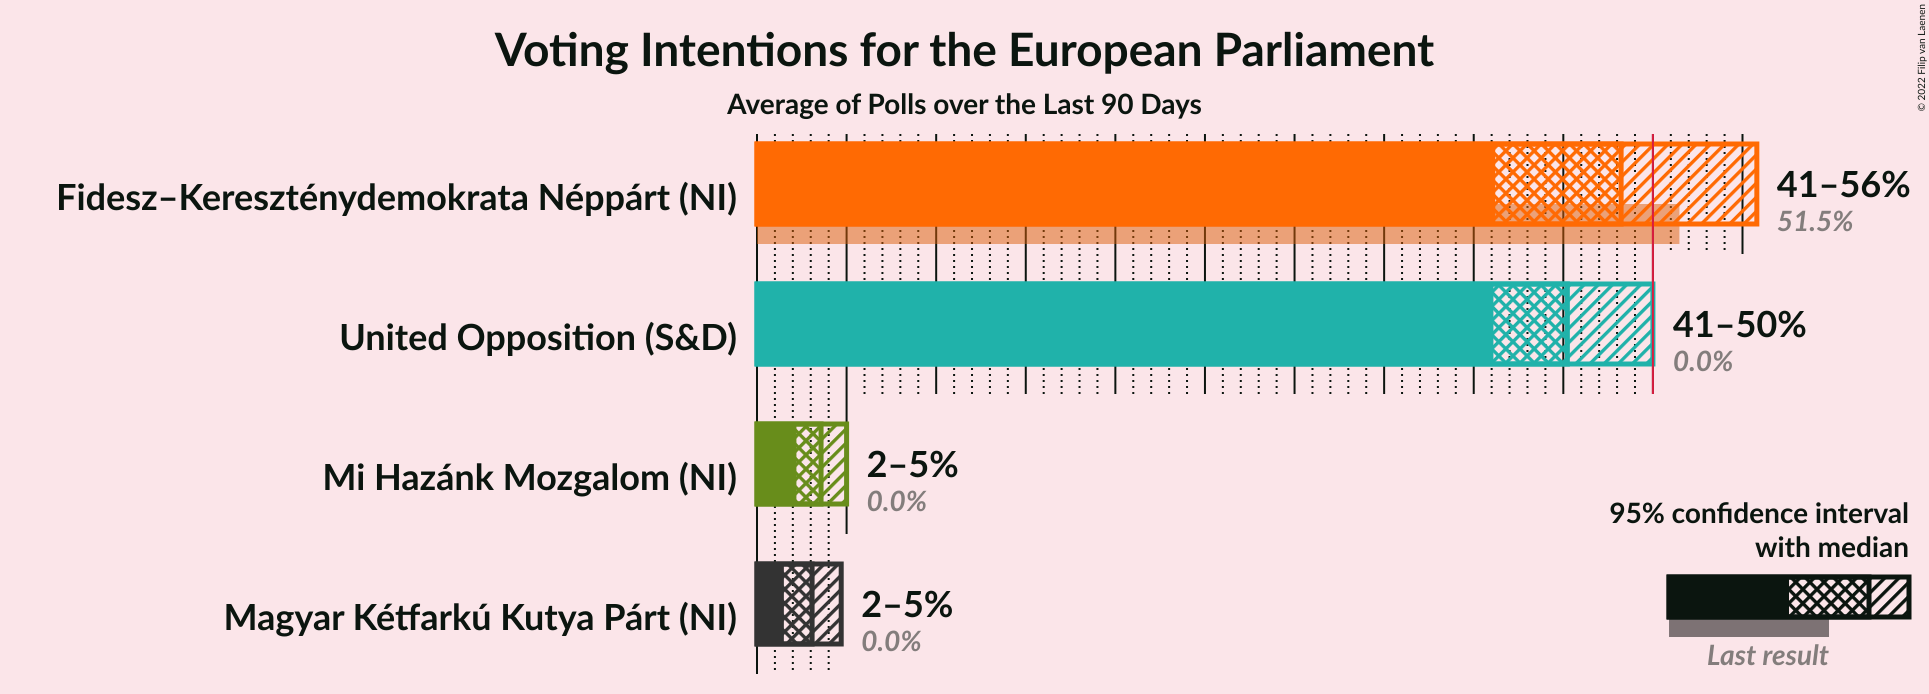 Voting Intentions for the European Parliament
Average of Polls over the Last 90 Days
© 2022 Filip van Laenen
Fidesz–Kereszténydemokrata Néppárt (NI)
41–56%
51.5%
United Opposition (S&D)
41–50%
0.0%
Mi Hazánk Mozgalom (NI)
2–5%
0.0%
Magyar Kétfarkú Kutya Párt (NI)
2–5%
0.0%
95% confidence interval
with median
Last result